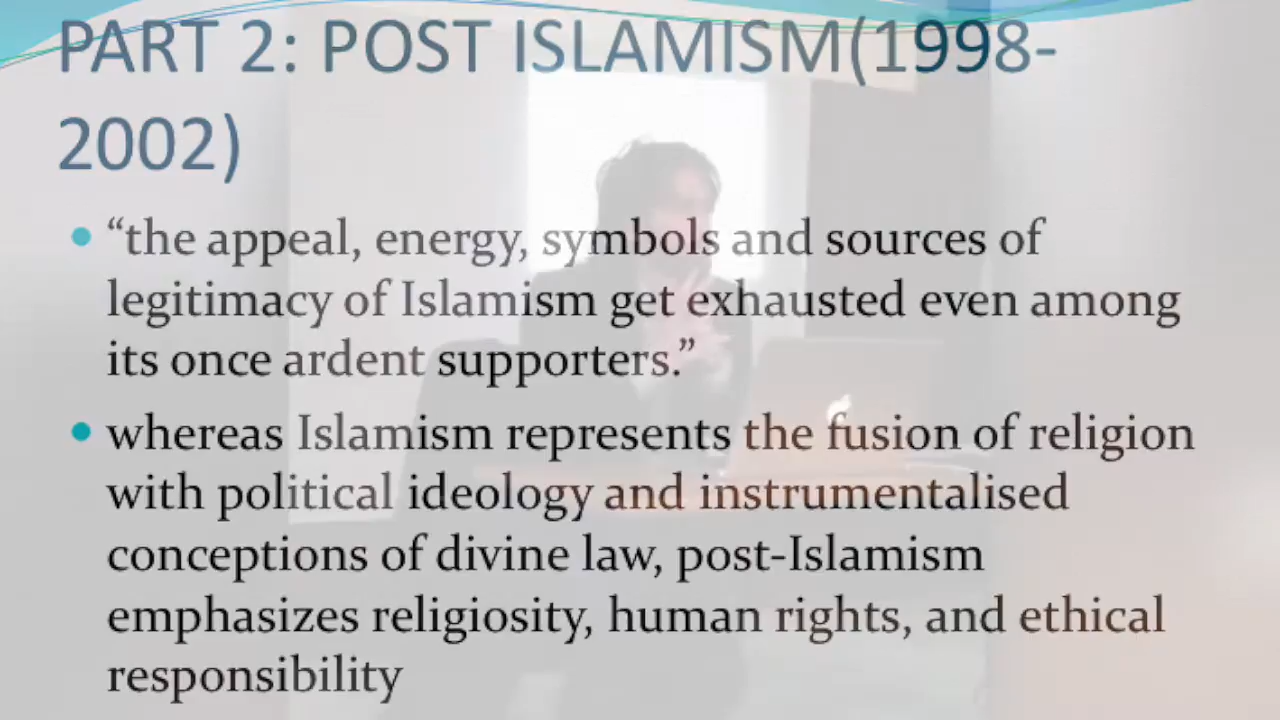 PART 2: POST ISLAMISM(1998-
2002)
• “the appeal, energy, symbols and sources of
legitimacy of Islamism get exhausted even among
its once ardent supporters.”
• whereas Islamism represents the fusion of religion
with political ideology and instrumentalised
conceptions of divine law, post-Islamism
emphasizes religiosity, human rights, and ethical
responsibility